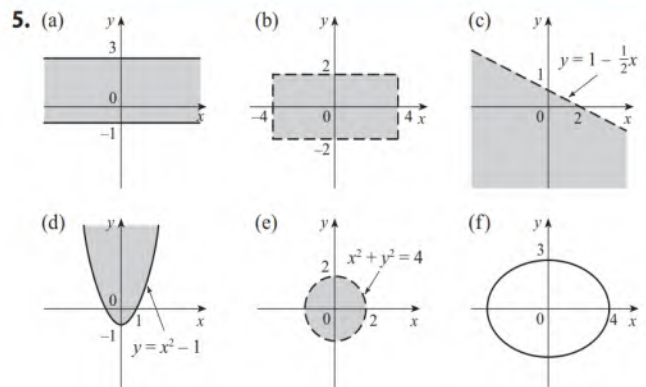 5. (a)
y
3
0
x
−1
(b)
y
2
−4
0
4 x
−2
(c)
y
y = 1 − 1/2x
1
0
2
x
(d)
y
0
1
x
−1
y = x² − 1
(e)
y
2
x² + y² = 4
0
2
x
(f)
y
3
0
4
x